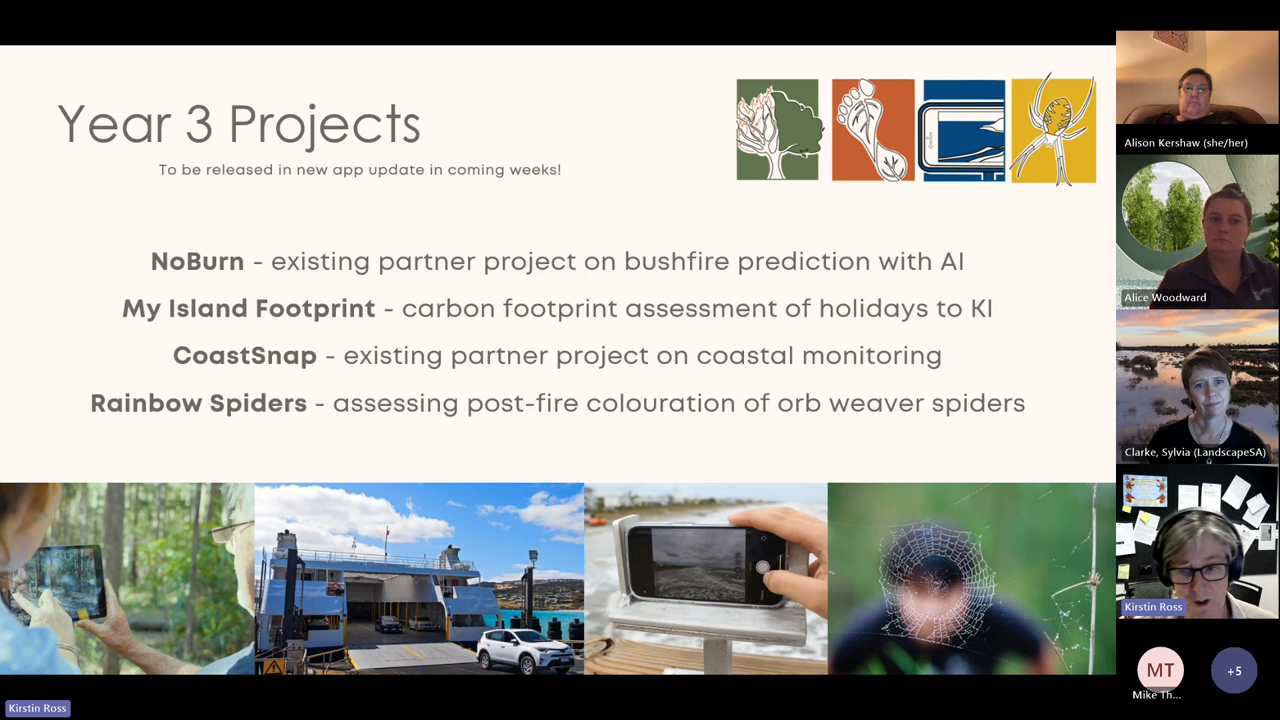 Year 3 Projects
To be released in new app update in coming weeks!
NoBurn - existing partner project on bushfire prediction with AI
My Island Footprint - carbon footprint assessment of holidays to KI
CoastSnap - existing partner project on coastal monitoring
Rainbow Spiders - assessing post-fire colouration of orb weaver spiders
Alison Kershaw (she/her)
Alice Woodward
Clarke, Sylvia (LandscapeSA)
Kirstin Ross
MT
+5
Mike Th...
Kirstin Ross